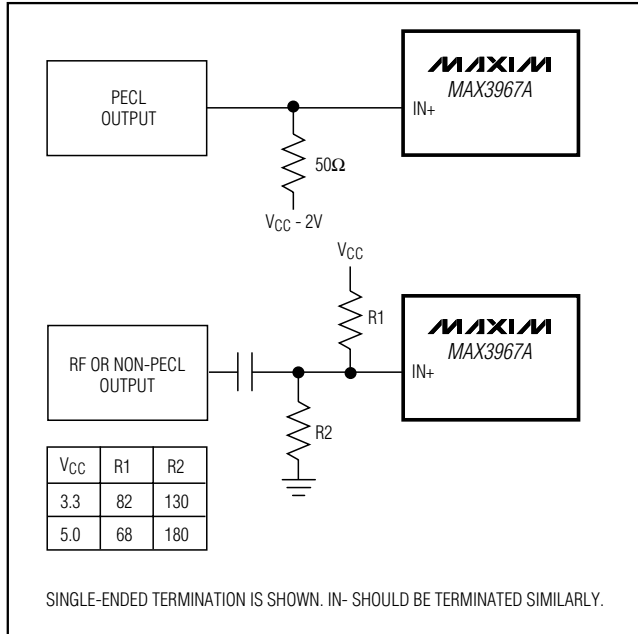 PECL
OUTPUT
MAXIM
MAX3967A
IN+
50Ω
VCC - 2V
VCC
R1
MAXIM
MAX3967A
RF OR NON-PECL
OUTPUT
IN+
R2
VCC R1 R2
3.3 82 130
5.0 68 180
SINGLE-ENDED TERMINATION IS SHOWN. IN- SHOULD BE TERMINATED SIMILARLY.